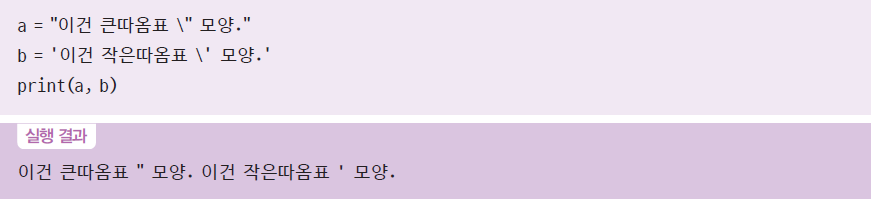 a = "이건 큰따옴표 \" 모양."
b = '이건 작은따옴표 \' 모양.'
print(a, b)
실행 결과
이건 큰따옴표 " 모양. 이건 작은따옴표 ' 모양.